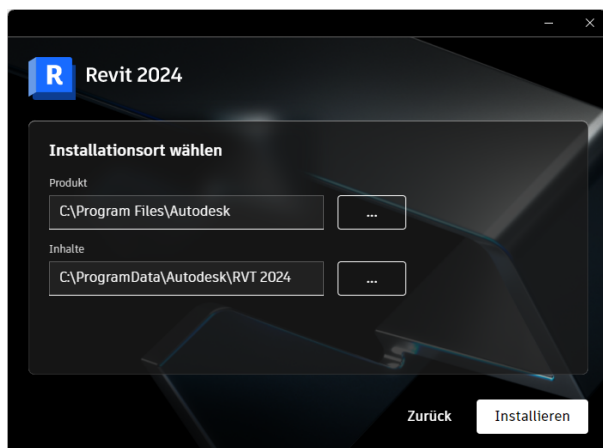 R Revit 2024
Installationsort wählen
Produkt
C:\Program Files\Autodesk ...
Inhalte
C:\ProgramData\Autodesk\RVT 2024 ...
Zurück Installieren